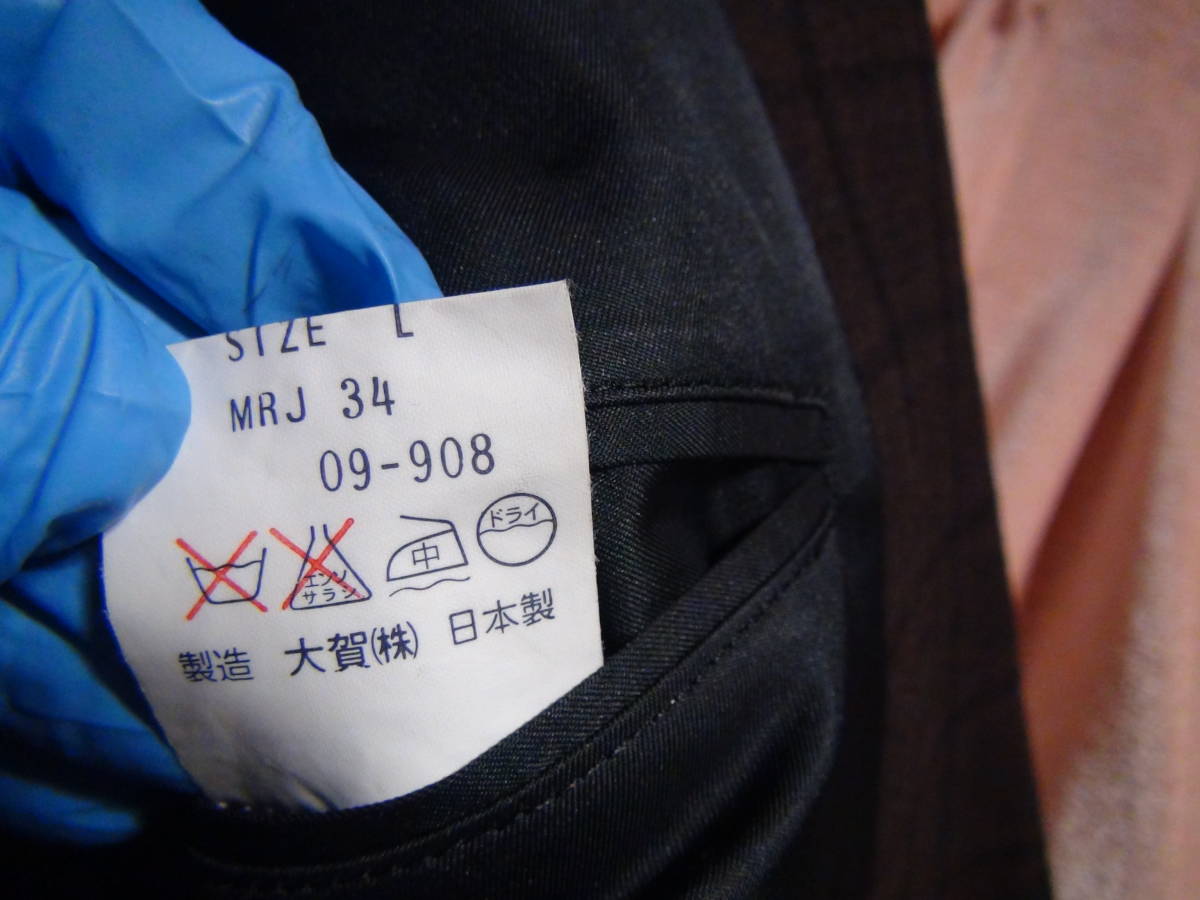 SIZE L
MRJ 34
09-908
エンソ
サラシ
中
ドライ
製造 大賀(株) 日本製